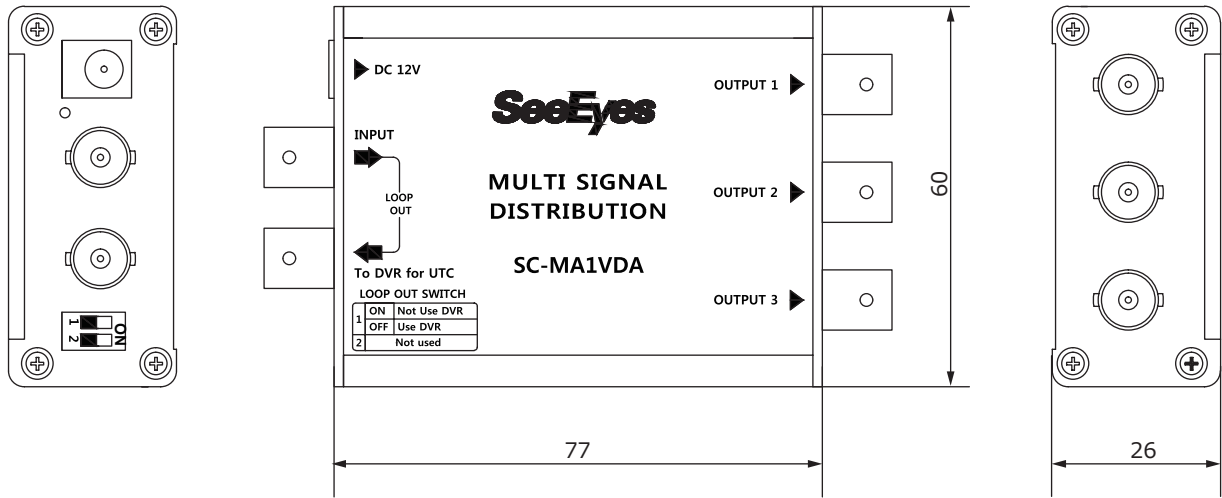 DC 12V
INPUT
LOOP
OUT
To DVR for UTC
LOOP OUT SWITCH
1 ON Not Use DVR
OFF Use DVR
2 Not used
SeeEyes
MULTI SIGNAL
DISTRIBUTION
SC-MA1VDA
OUTPUT 1
OUTPUT 2
OUTPUT 3
1
2
ON
60
77
26